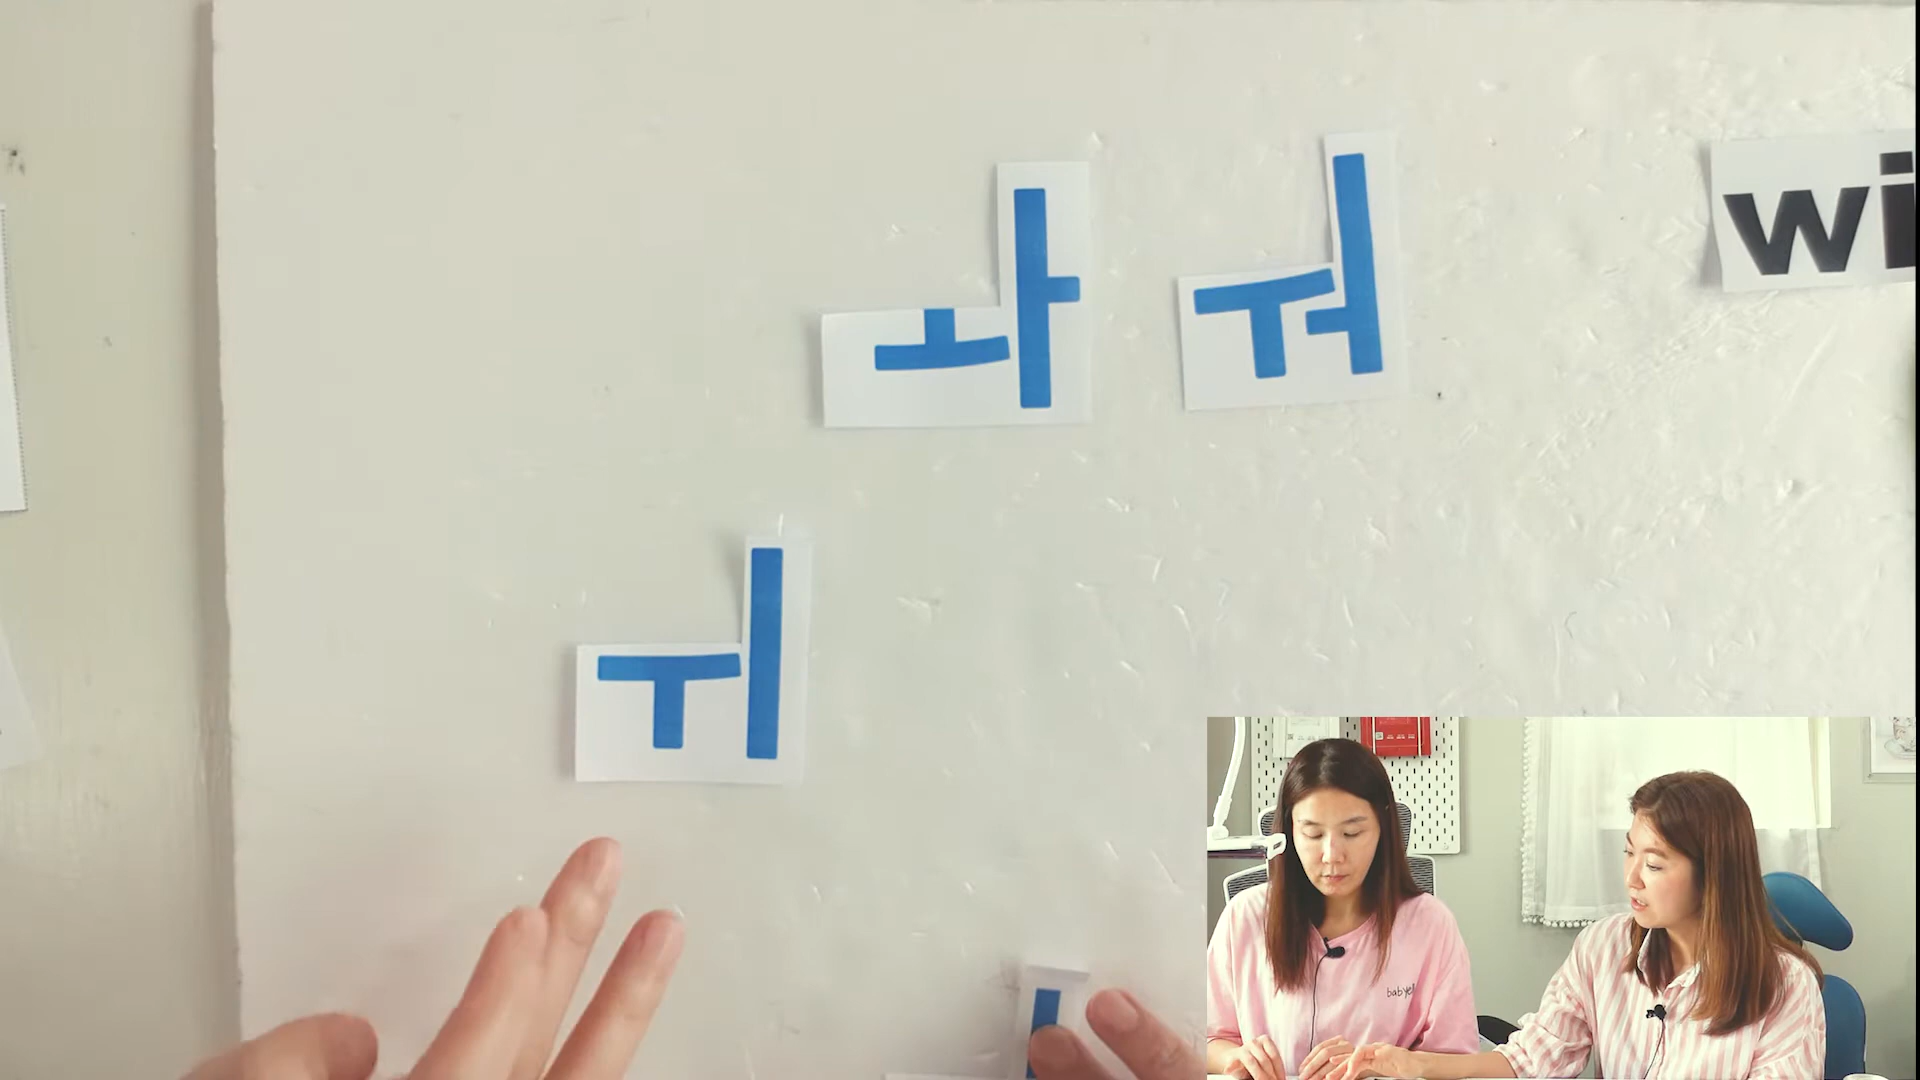 ㅘ ㅝ wi
ㅟ